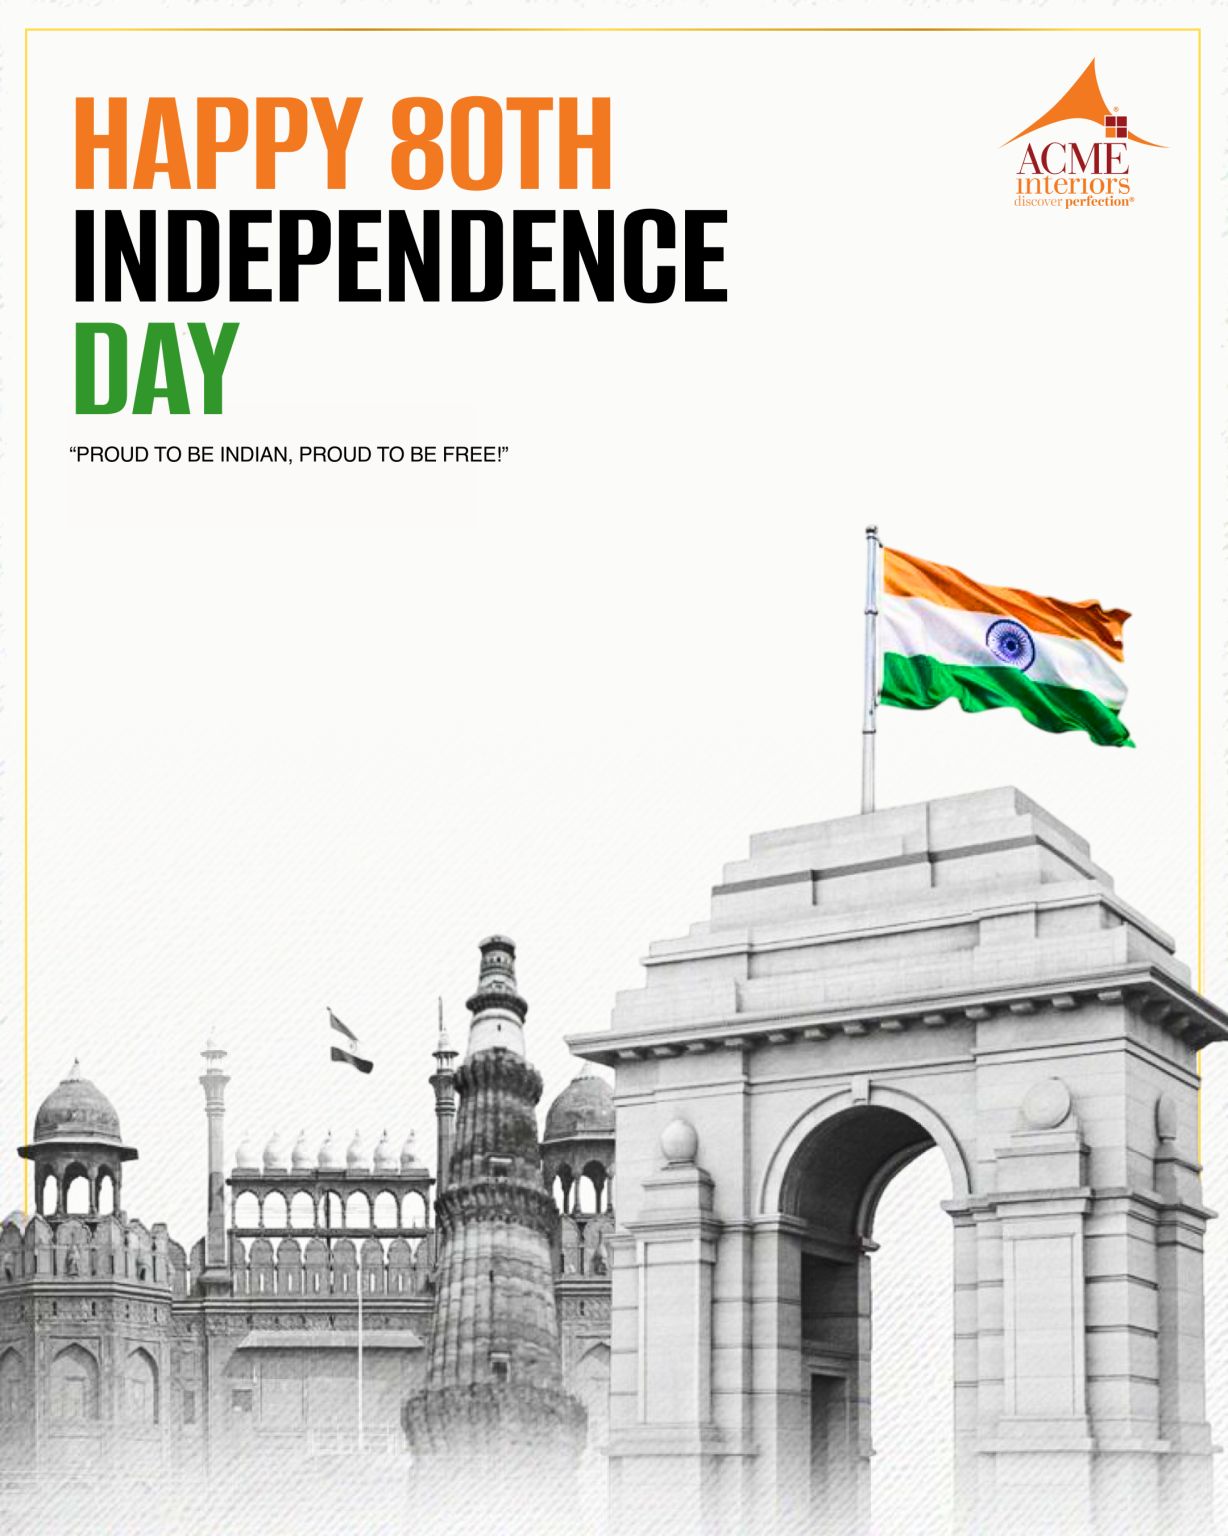 HAPPY 80TH
INDEPENDENCE
DAY
“PROUD TO BE INDIAN, PROUD TO BE FREE!”
ACME
interiors
discover perfection®